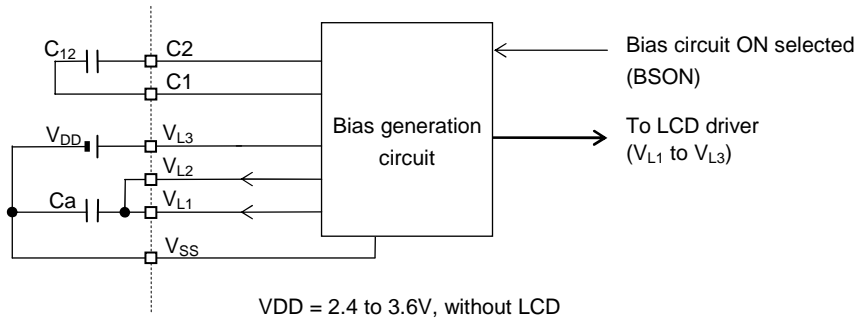 C12
C2
C1
Bias circuit ON selected
(BSON)
VDD
VL3
VL2
Ca
VL1
VSS
Bias generation
circuit
To LCD driver
(VL1 to VL3)
VDD = 2.4 to 3.6V, without LCD